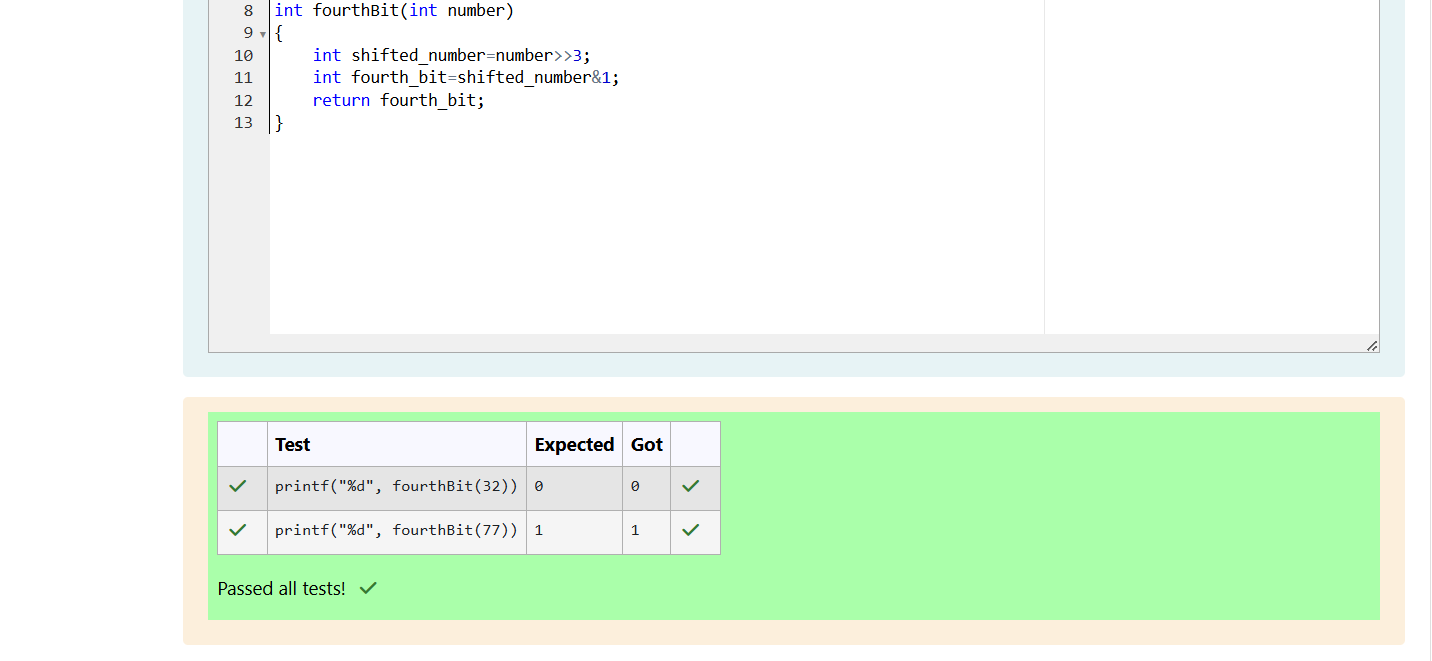 8 int fourthBit(int number)
9 {
10 int shifted_number=number>>3;
11 int fourth_bit=shifted_number&1;
12 return fourth_bit;
13 }
Test Expected Got
printf("%d", fourthBit(32)) 0 0
printf("%d", fourthBit(77)) 1 1
Passed all tests!